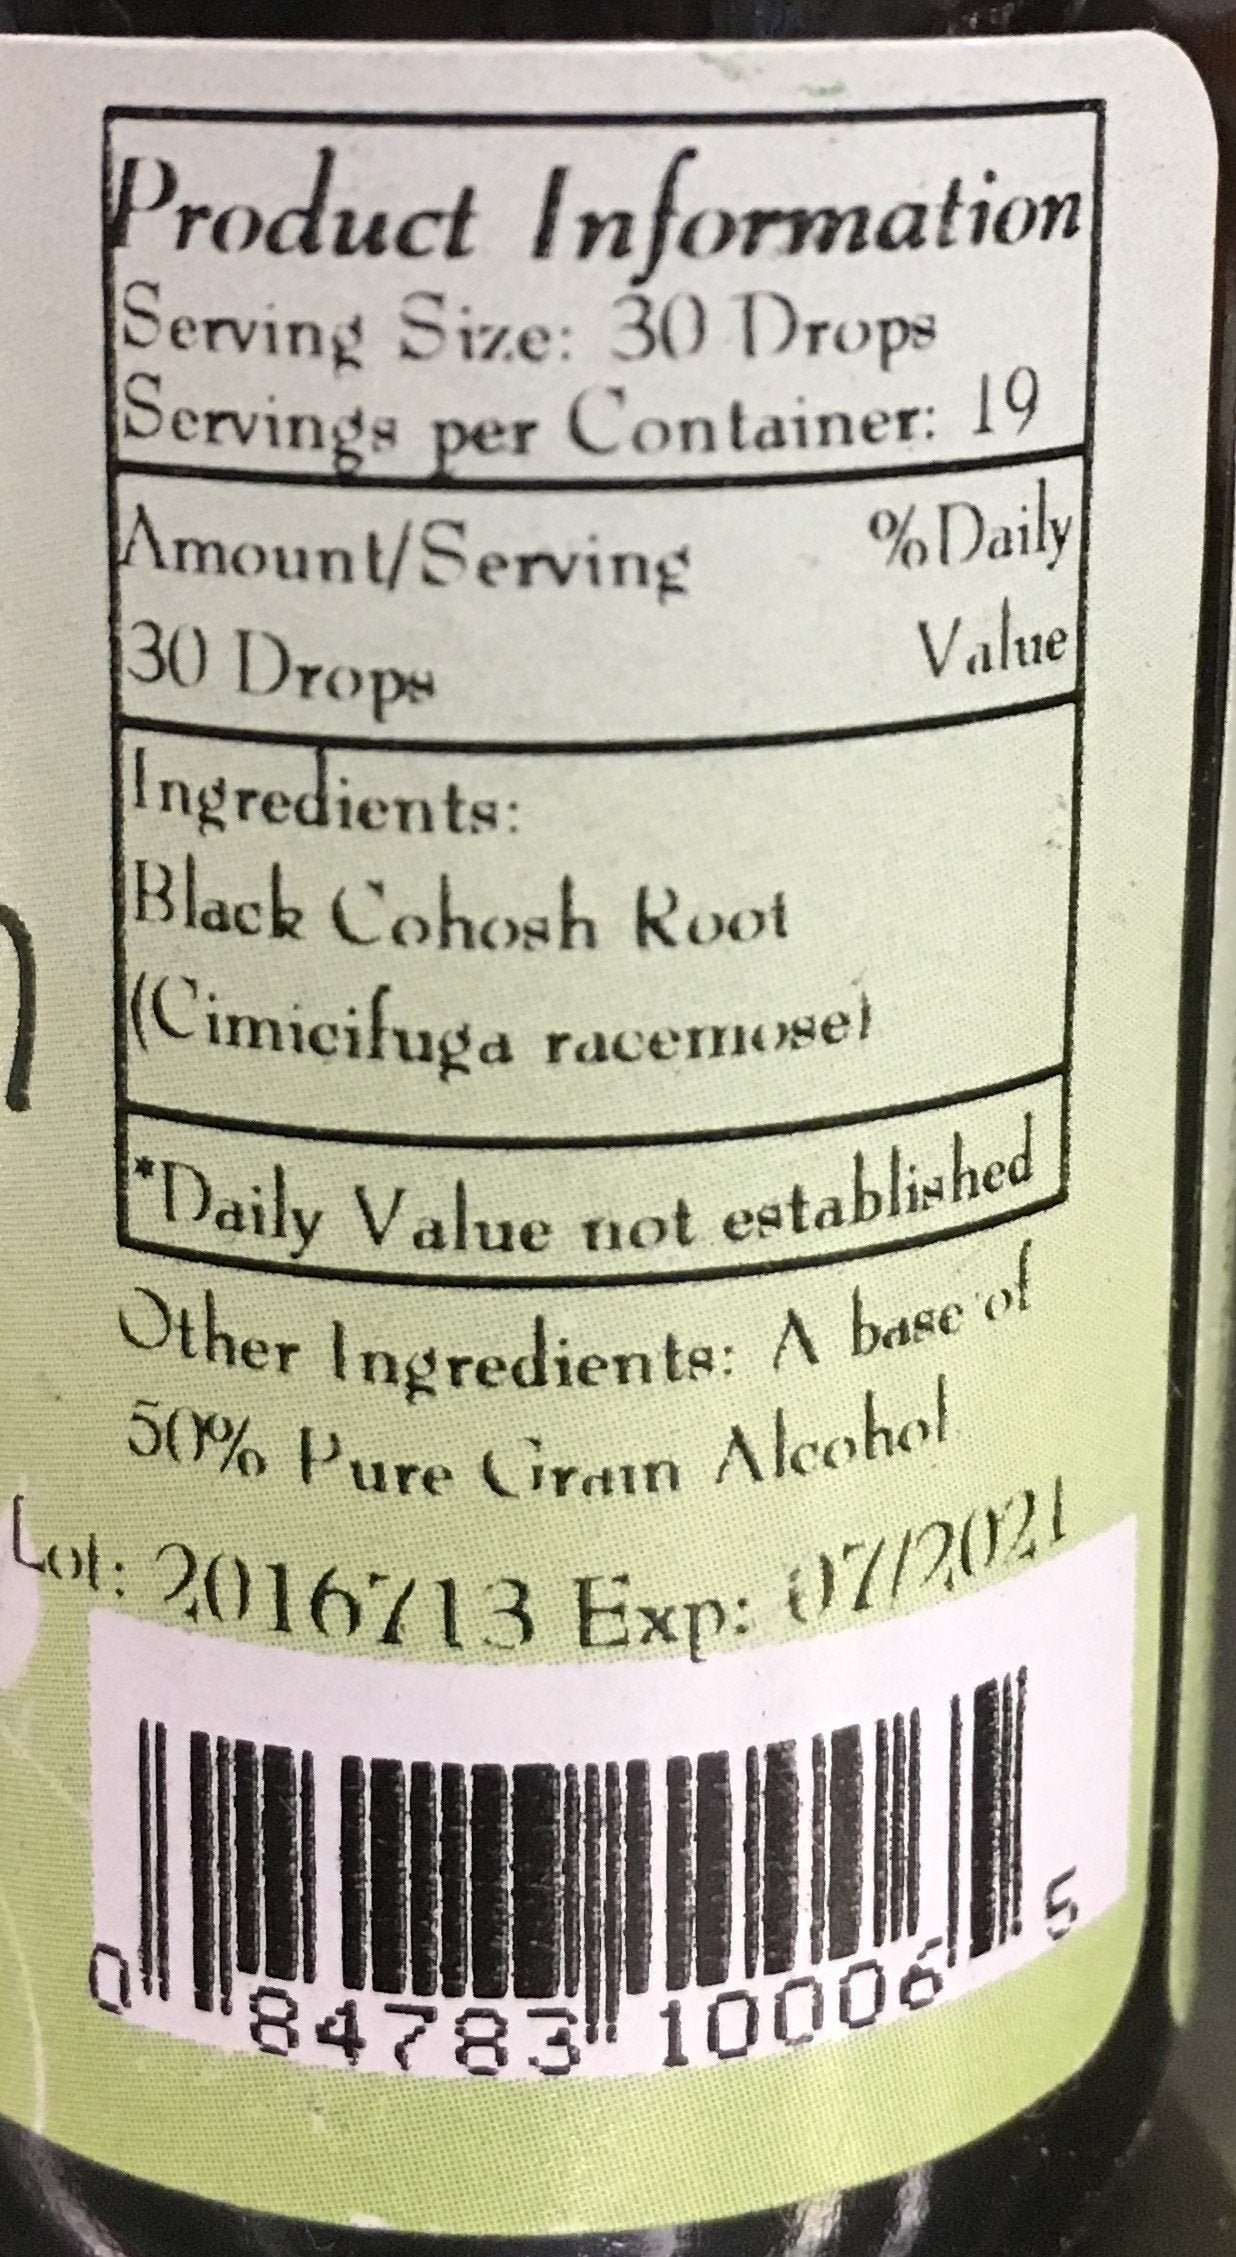 Product Information
Serving Size: 30 Drops
Servings per Container: 19
Amount/Serving %Daily
30 Drops Value
Ingredients:
Black Cohosh Root
(Cimicifuga racemose)
*Daily Value not established
Other Ingredients: A base of
50% Pure Grain Alcohol
Lot: 2016713 Exp: 07/2021
0 84783 10006 5